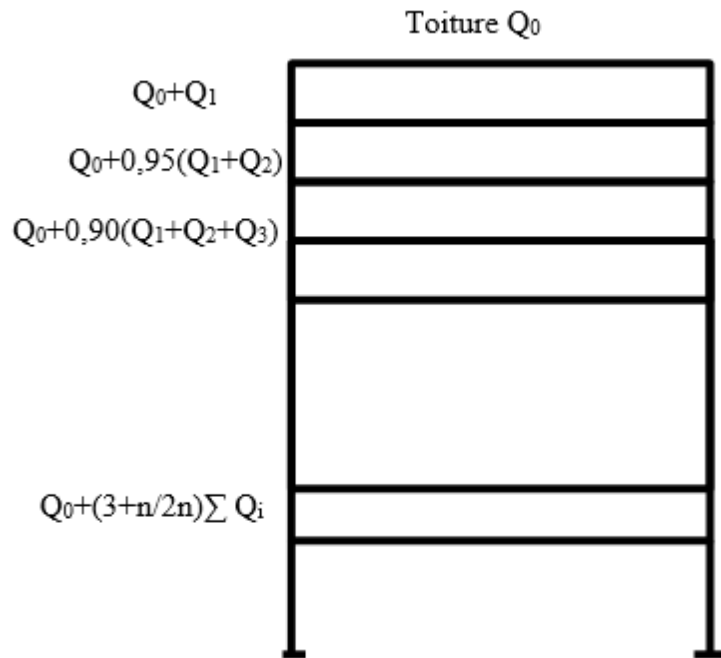 Toiture Q₀
Q₀+Q₁
Q₀+0,95(Q₁+Q₂)
Q₀+0,90(Q₁+Q₂+Q₃)
Q₀+(3+n/2n)∑ Qᵢ